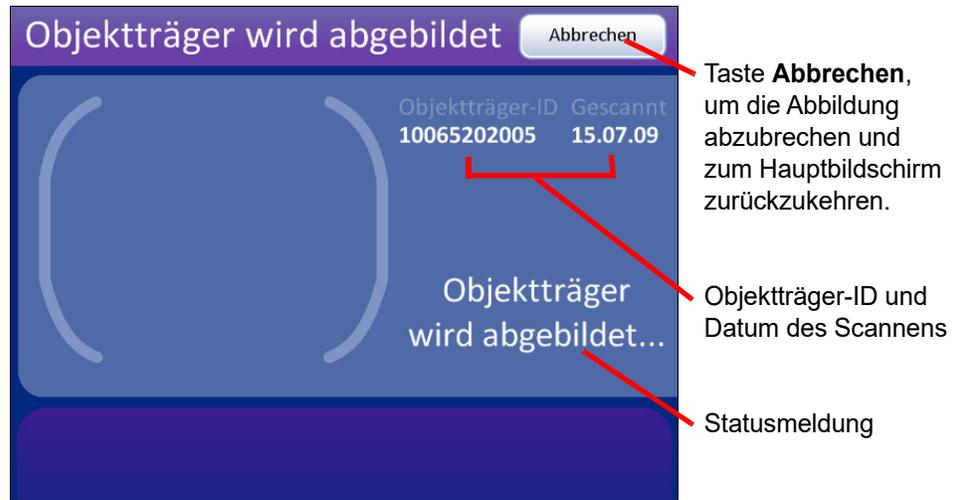 Objektträger wird abgebildet
Abbrechen
Objektträger-ID Gescannt
10065202005 15.07.09
Objektträger
wird abgebildet...
Taste Abbrechen,
um die Abbildung
abzubrechen und
zum Hauptbildschirm
zurückzukehren.
Objektträger-ID und
Datum des Scannens
Statusmeldung